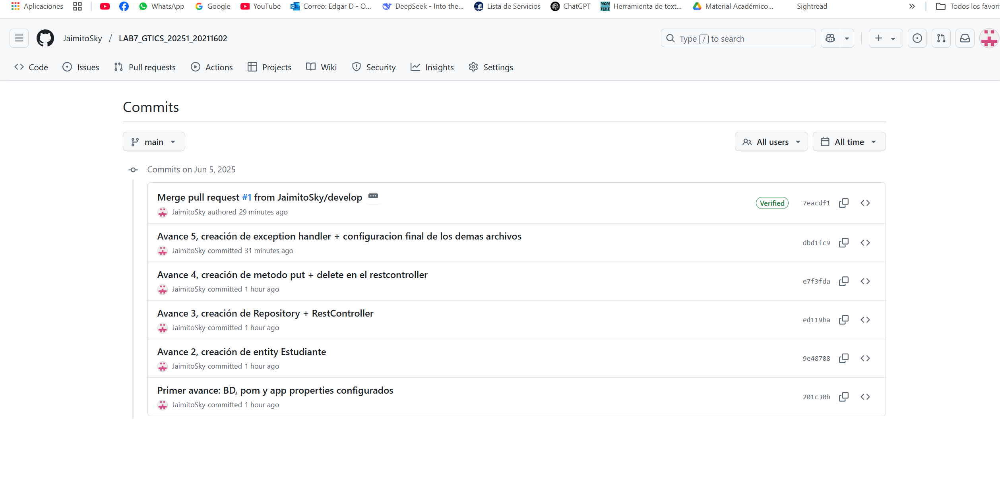 Aplicaciones WhatsApp Google YouTube Correo: Edgar D - O... DeepSeek - Into the... Lista de Servicios ChatGPT YAY TEXT Herramienta de text... Material Académico... Sightread » Todos los favori
JaimitoSky / LAB7_GTICS_20251_20211602 Type / to search
Code Issues Pull requests Actions Projects Wiki Security Insights Settings
Commits
main All users All time
Commits on Jun 5, 2025
Merge pull request #1 from JaimitoSky/develop ...
JaimitoSky authored 29 minutes ago
Verified 7eacdf1
Avance 5, creación de exception handler + configuracion final de los demas archivos
JaimitoSky committed 31 minutes ago
dbd1fc9
Avance 4, creación de metodo put + delete en el restcontroller
JaimitoSky committed 1 hour ago
e7f3fda
Avance 3, creación de Repository + RestController
JaimitoSky committed 1 hour ago
ed119ba
Avance 2, creación de entity Estudiante
JaimitoSky committed 1 hour ago
9e48708
Primer avance: BD, pom y app properties configurados
JaimitoSky committed 1 hour ago
201c30b